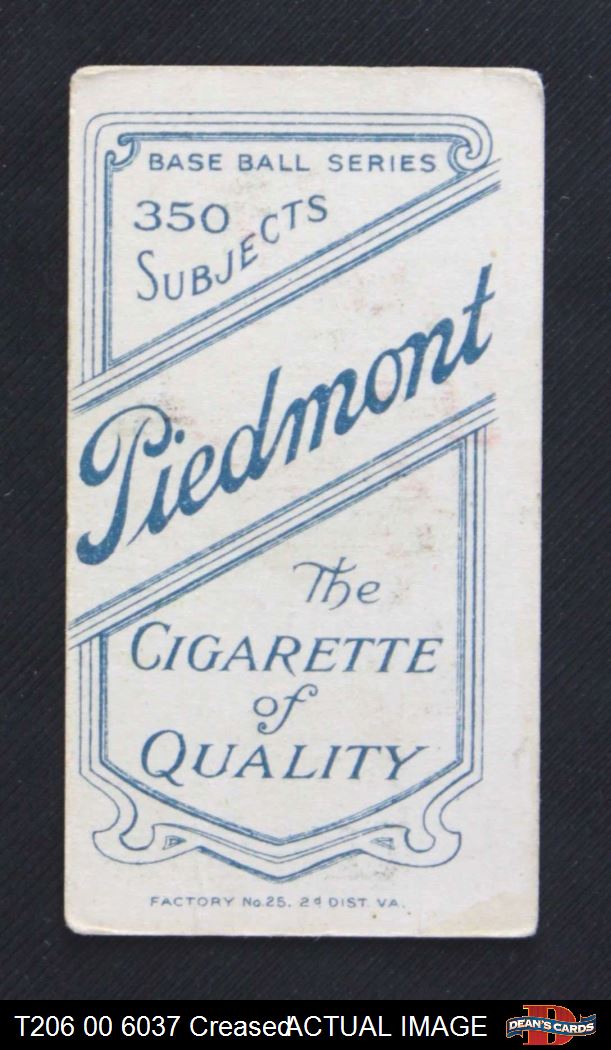 BASE BALL SERIES
350
SUBJECTS
Piedmont
The
CIGARETTE
of
QUALITY
FACTORY No. 25. 2d DIST. VA.
T206 00 6037 Creased ACTUAL IMAGE
D
DEAN'S CARDS